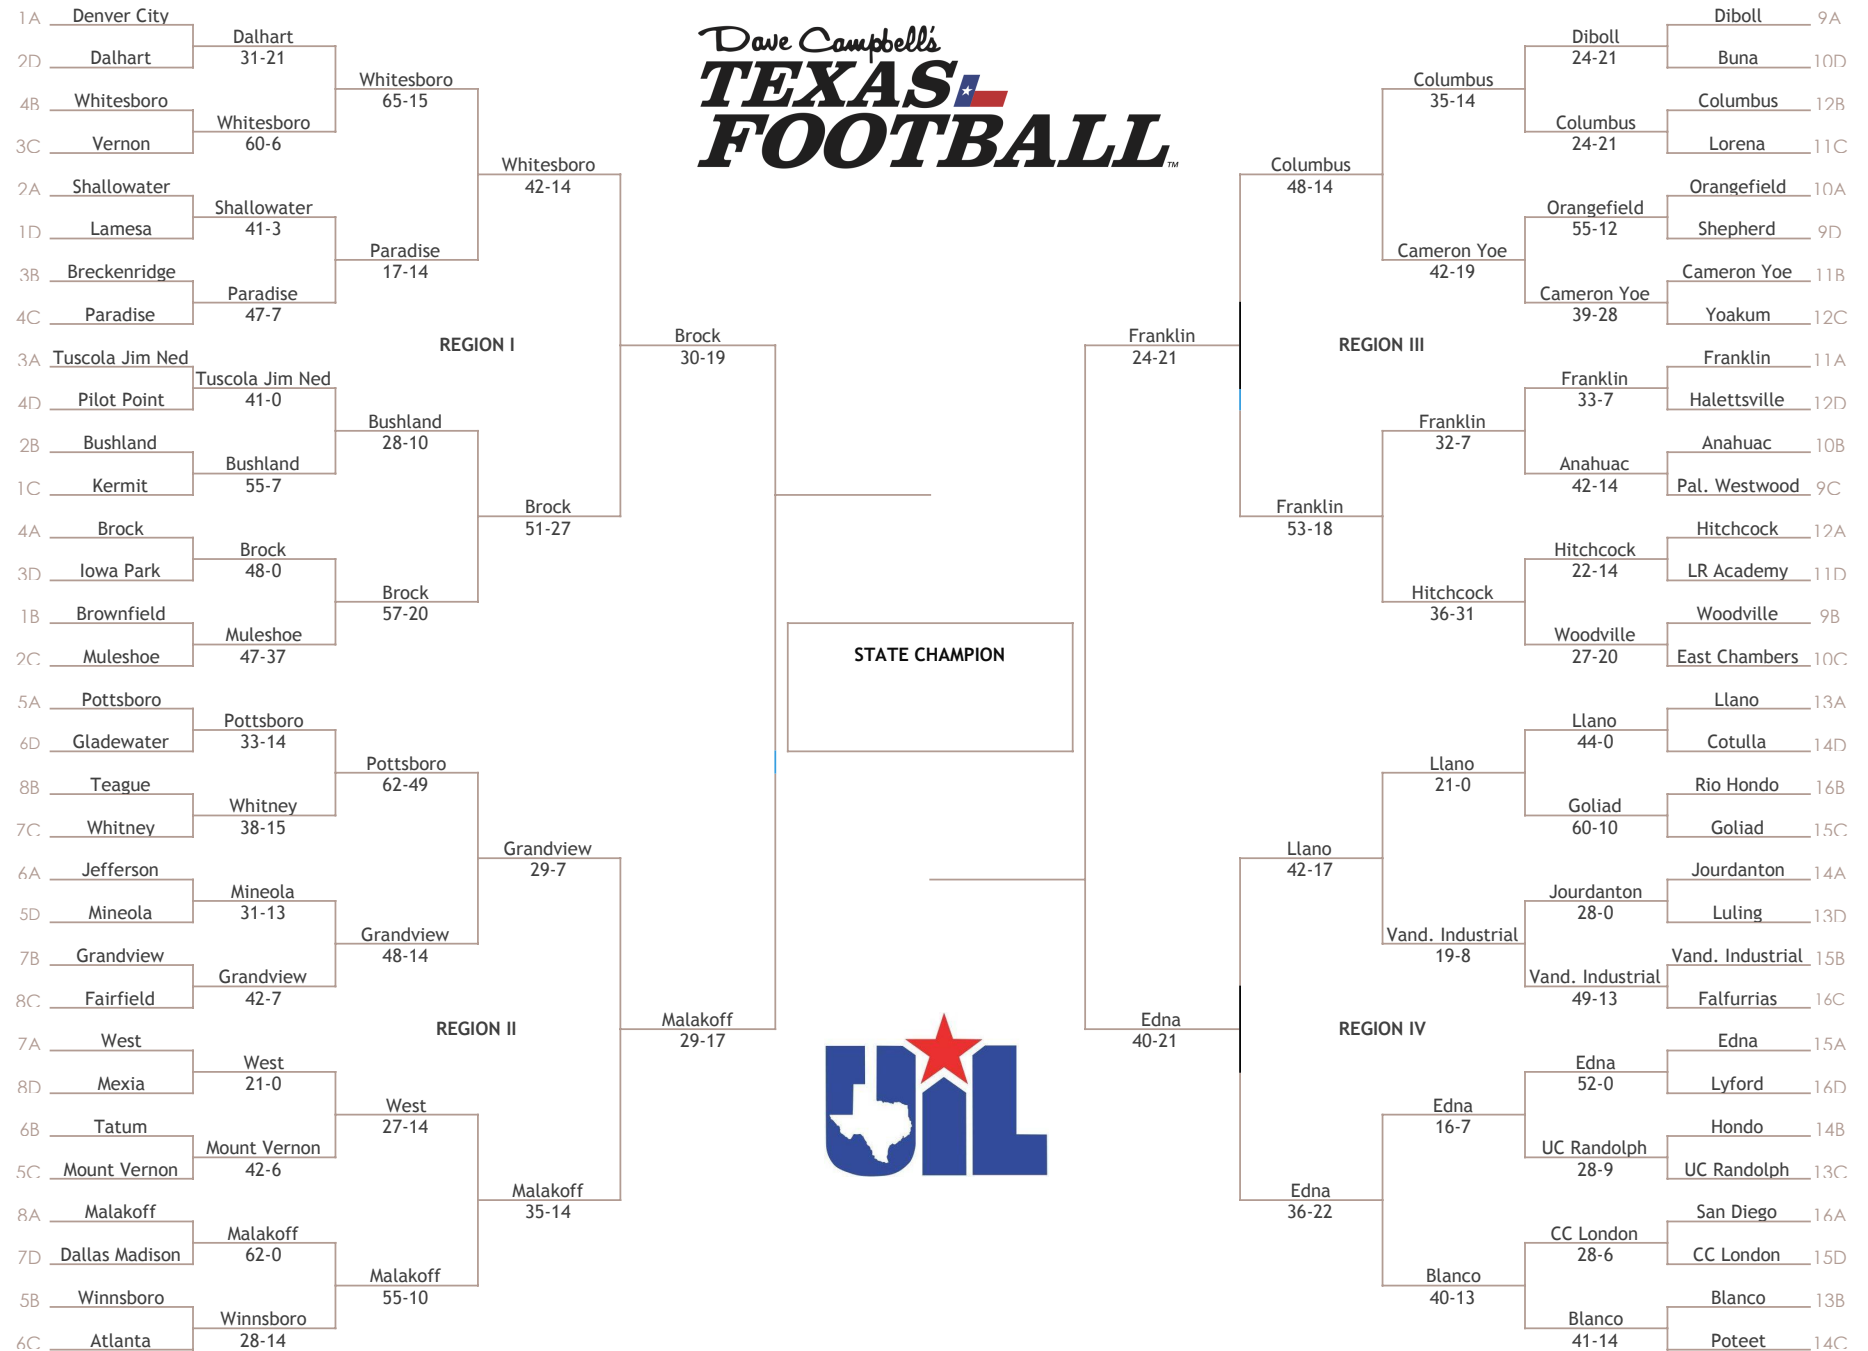 Dave Campbell's
TEXAS
FOOTBALL™
1A Denver City
2D Dalhart
4B Whitesboro
3C Vernon
2A Shallowater
1D Lamesa
3B Breckenridge
4C Paradise
3A Tuscola Jim Ned
4D Pilot Point
2B Bushland
1C Kermit
4A Brock
3D Iowa Park
1B Brownfield
2C Muleshoe
5A Pottsboro
6D Gladewater
8B Teague
7C Whitney
6A Jefferson
5D Mineola
7B Grandview
8C Fairfield
7A West
8D Mexia
6B Tatum
5C Mount Vernon
8A Malakoff
7D Dallas Madison
5B Winnsboro
6C Atlanta
Dalhart
31-21
Whitesboro
60-6
Shallowater
41-3
Paradise
47-7
Tuscola Jim Ned
41-0
Bushland
55-7
Brock
48-0
Muleshoe
47-37
Pottsboro
33-14
Whitney
38-15
Mineola
31-13
Grandview
42-7
West
21-0
Mount Vernon
42-6
Malakoff
62-0
Winnsboro
28-14
Whitesboro
65-15
Paradise
17-14
Bushland
28-10
Brock
57-20
Pottsboro
62-49
Grandview
48-14
West
27-14
Malakoff
55-10
Whitesboro
42-14
REGION I
Brock
51-27
Grandview
29-7
REGION II
Malakoff
35-14
Brock
30-19
Malakoff
29-17
STATE CHAMPION
UIL
Franklin
24-21
Edna
40-21
Columbus
48-14
REGION III
Franklin
53-18
Llano
42-17
REGION IV
Edna
36-22
Columbus
35-14
Cameron Yoe
42-19
Franklin
32-7
Hitchcock
36-31
Llano
21-0
Vand. Industrial
19-8
Edna
16-7
Blanco
40-13
Diboll
24-21
Columbus
24-21
Orangefield
55-12
Cameron Yoe
39-28
Franklin
33-7
Anahuac
42-14
Hitchcock
22-14
Woodville
27-20
Llano
44-0
Goliad
60-10
Jourdanton
28-0
Vand. Industrial
49-13
Edna
52-0
UC Randolph
28-9
CC London
28-6
Blanco
41-14
Diboll 9A
Buna 10D
Columbus 12B
Lorena 11C
Orangefield 10A
Shepherd 9D
Cameron Yoe 11B
Yoakum 12C
Franklin 11A
Halettsville 12D
Anahuac 10B
Pal. Westwood 9C
Hitchcock 12A
LR Academy 11D
Woodville 9B
East Chambers 10C
Llano 13A
Cotulla 14D
Rio Hondo 16B
Goliad 15C
Jourdanton 14A
Luling 13D
Vand. Industrial 15B
Falfurrias 16C
Edna 15A
Lyford 16D
Hondo 14B
UC Randolph 13C
San Diego 16A
CC London 15D
Blanco 13B
Poteet 14C